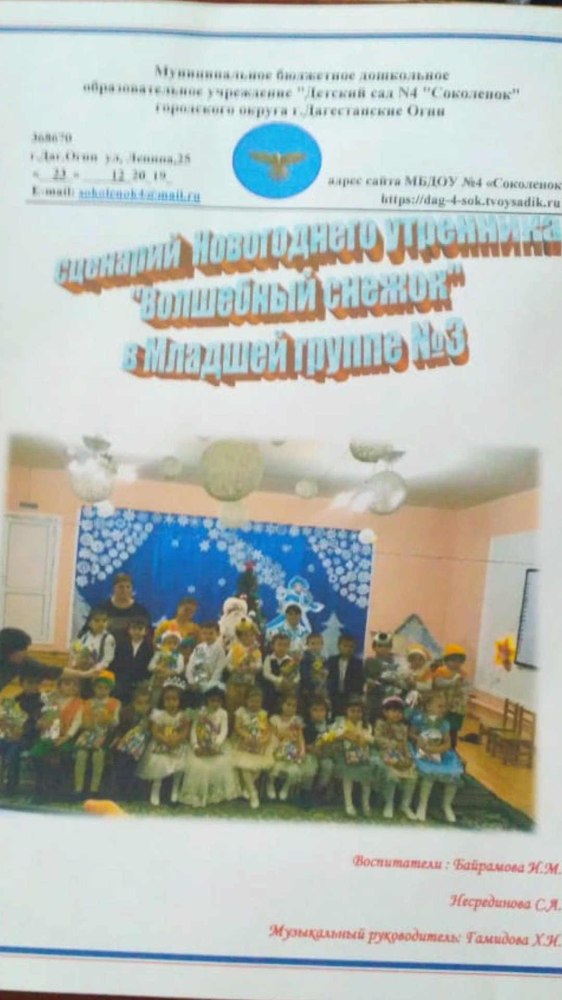 Муниципальное бюджетное дошкольное
образовательное учреждение "Детский сад N4 "Соколенок"
городского округа г.Дагестанские Огни
368670
г.Даг.Огни ул, Ленина,25
« 23 » 12 20 19
E-mail: sokolenok4@mail.ru
адрес сайта МБДОУ №4 «Соколенок
https://dag-4-sok.tvoysadik.ru
сценарий Новогоднего утренника
"Волшебный снежок"
в Младшей группе №3
Воспитатели : Байрамова И.М.
Несрединова С.А.
Музыкальный руководитель: Гамидова Х.Н.